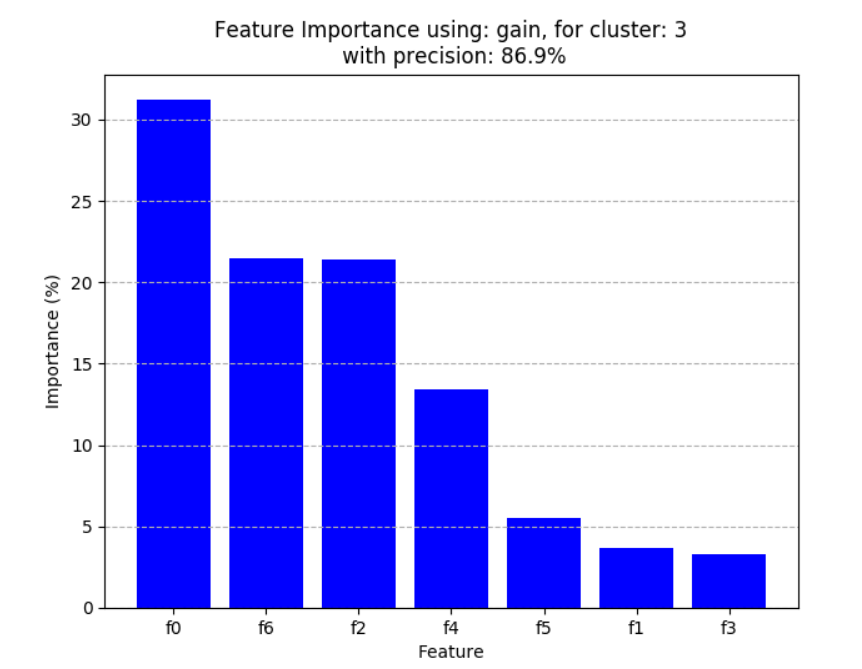 Feature Importance using: gain, for cluster: 3
with precision: 86.9%
30
25
20
15
10
5
0
Importance (%)
f0 f6 f2 f4 f5 f1 f3
Feature